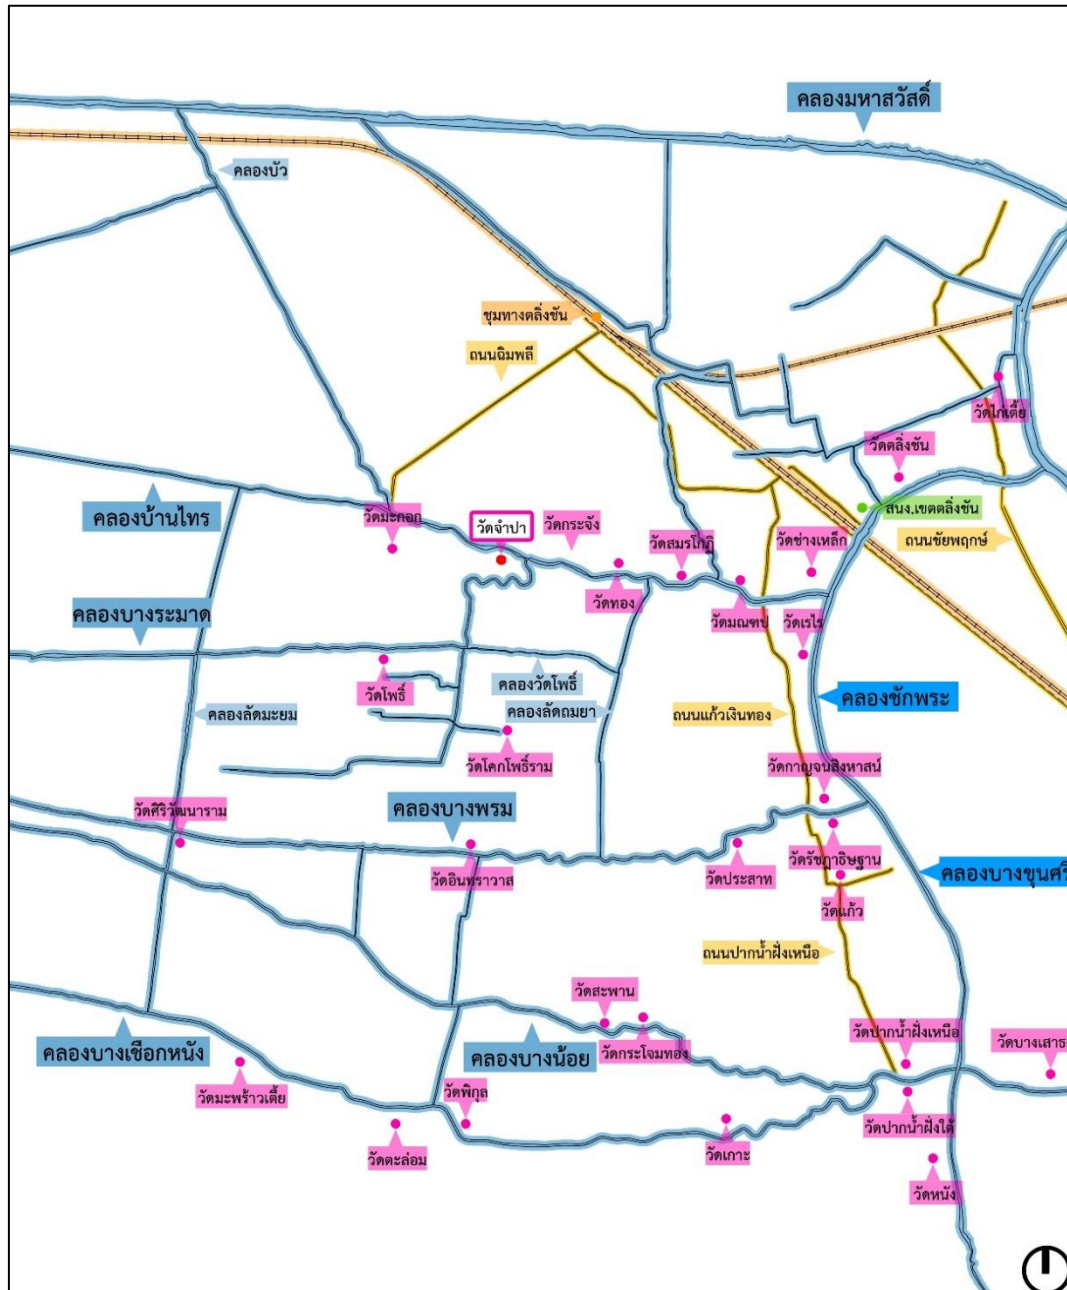 คลองมหาสวัสดิ์
คลองบัว
ชุมทางตลิ่งชัน
ถนนฉิมพลี
วัดไก่เตี้ย
วัดตลิ่งชัน
สนง.เขตตลิ่งชัน
คลองบ้านไทร
วัดมะกอก
วัดจำปา
วัดกระจัง
วัดสมรโกฏิ
วัดช่างเหล็ก
ถนนชัยพฤกษ์
วัดทอง
คลองบางระมาด
วัดมณฑป
วัดเรไร
วัดโพธิ์
คลองวัดโพธิ์
คลองชักพระ
คลองลัดมะยม
คลองลัดถมยา
ถนนแก้วเงินทอง
วัดโคกโพธิ์ราม
วัดกาญจนสิงหาสน์
วัดศิริวัฒนาราม
คลองบางพรม
วัดอินทราวาส
วัดประสาท
วัดรัชฎาธิษฐาน
คลองบางขุนศรี
วัดแก้ว
ถนนปากน้ำฝั่งเหนือ
วัดสะพาน
วัดปากน้ำฝั่งเหนือ
คลองบางเชือกหนัง
คลองบางน้อย
วัดกระโจมทอง
วัดบางเสาธง
วัดมะพร้าวเตี้ย
วัดพิกุล
วัดปากน้ำฝั่งใต้
วัดตะล่อม
วัดเกาะ
วัดหนัง